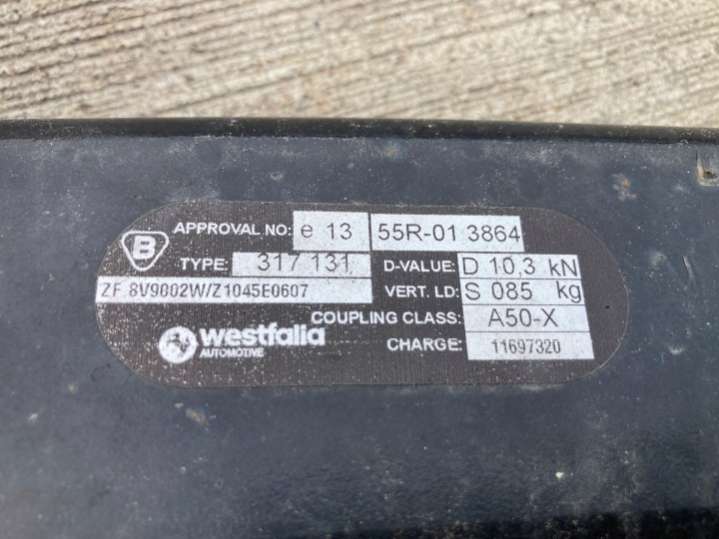 APPROVAL NO: e 13 55R-01 3864
B
TYPE: 317 131 D-VALUE: D 10,3 kN
ZF 8V9802W/Z1045E0607 VERT. LD: S 085 kg
COUPLING CLASS: A50-X
westfalia
AUTOMOTIVE
CHARGE: 11697320